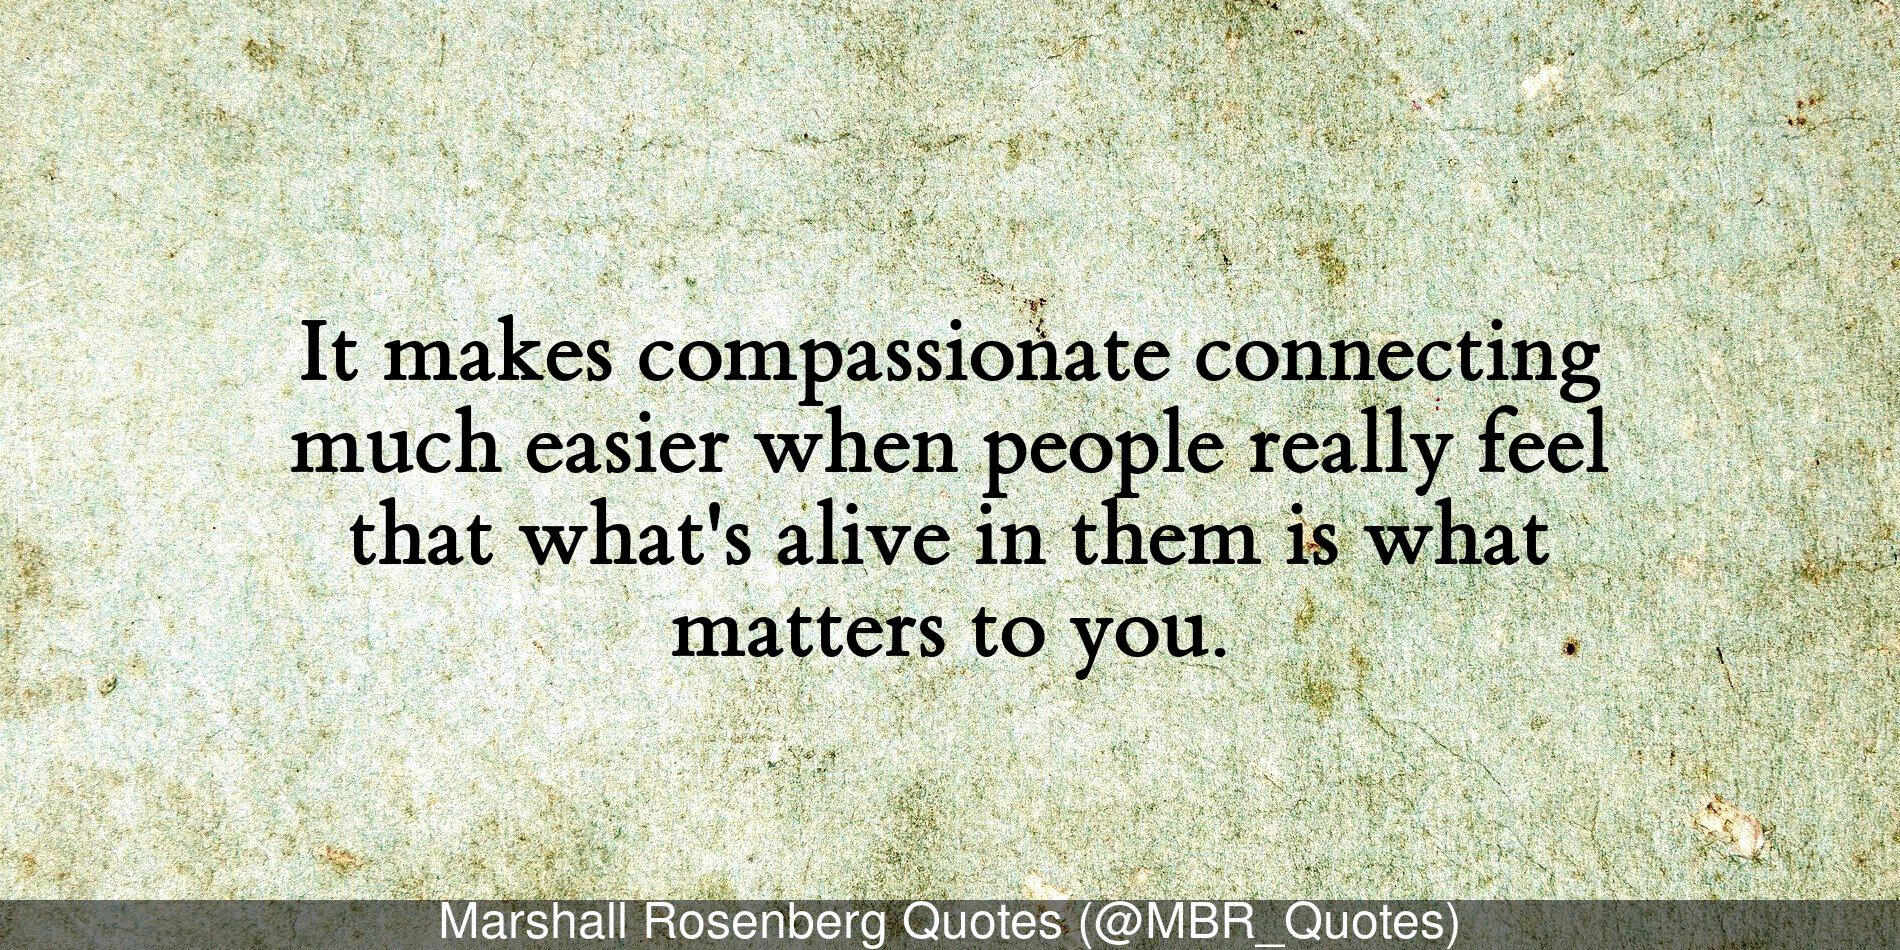 It makes compassionate connecting
much easier when people really feel
that what's alive in them is what
matters to you.
Marshall Rosenberg Quotes (@MBR_Quotes)